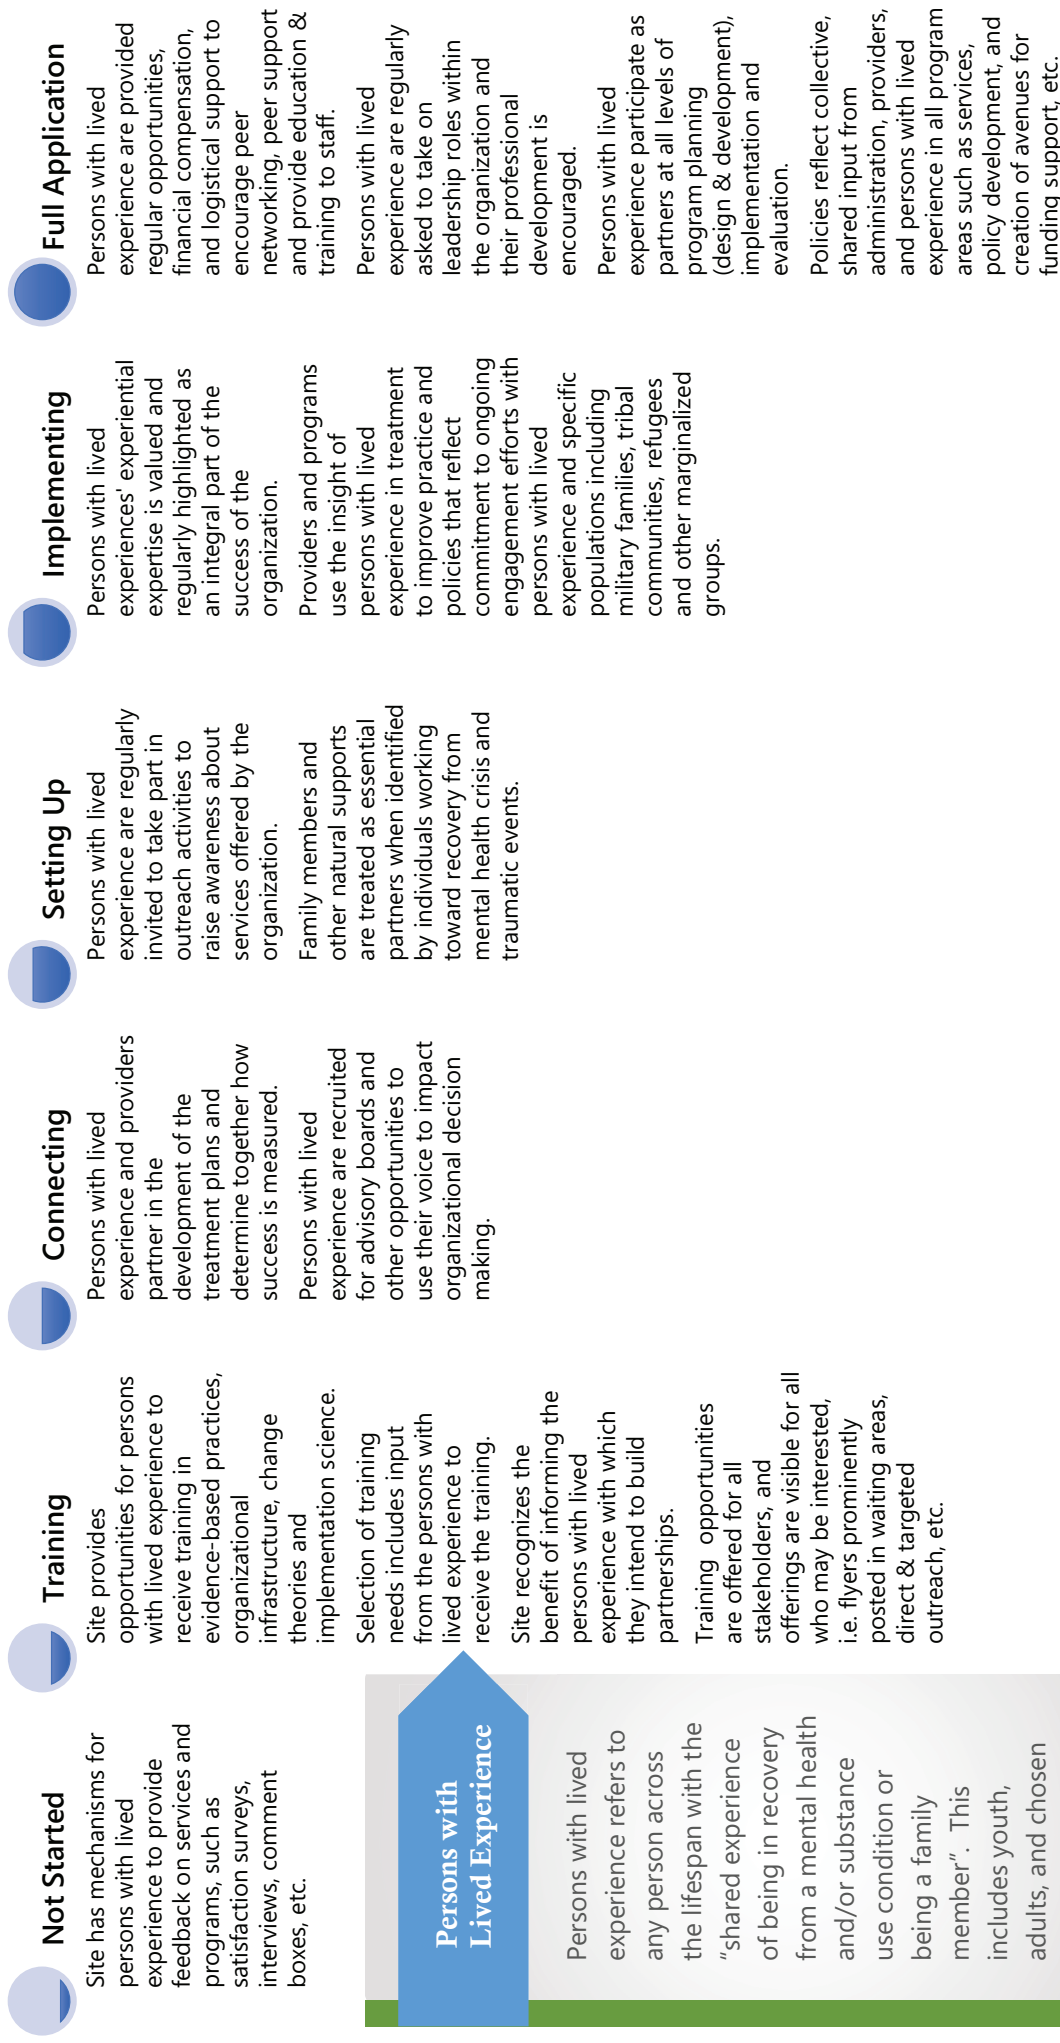 Not Started
Site has mechanisms for
persons with lived
experience to provide
feedback on services and
programs, such as
satisfaction surveys,
interviews, comment
boxes, etc.
Persons with
Lived Experience
Persons with lived
experience refers to
any person across
the lifespan with the
“shared experience
of being in recovery
from a mental health
and/or substance
use condition or
being a family
member”. This
includes youth,
adults, and chosen
Training
Site provides
opportunities for persons
with lived experience to
receive training in
evidence-based practices,
organizational
infrastructure, change
theories and
implementation science.
Selection of training
needs includes input
from the persons with
lived experience to
receive the training.
Site recognizes the
benefit of informing the
persons with lived
experience with which
they intend to build
partnerships.
Training opportunities
are offered for all
stakeholders, and
offerings are visible for all
who may be interested,
i.e. flyers prominently
posted in waiting areas,
direct & targeted
outreach, etc.
Connecting
Persons with lived
experience and providers
partner in the
development of the
treatment plans and
determine together how
success is measured.
Persons with lived
experience are recruited
for advisory boards and
other opportunities to
use their voice to impact
organizational decision
making.
Setting Up
Persons with lived
experience are regularly
invited to take part in
outreach activities to
raise awareness about
services offered by the
organization.
Family members and
other natural supports
are treated as essential
partners when identified
by individuals working
toward recovery from
mental health crisis and
traumatic events.
Implementing
Persons with lived
experiences' experiential
expertise is valued and
regularly highlighted as
an integral part of the
success of the
organization.
Providers and programs
use the insight of
persons with lived
experience in treatment
to improve practice and
policies that reflect
commitment to ongoing
engagement efforts with
persons with lived
experience and specific
populations including
military families, tribal
communities, refugees
and other marginalized
groups.
Full Application
Persons with lived
experience are provided
regular opportunities,
financial compensation,
and logistical support to
encourage peer
networking, peer support
and provide education &
training to staff.
Persons with lived
experience are regularly
asked to take on
leadership roles within
the organization and
their professional
development is
encouraged.
Persons with lived
experience participate as
partners at all levels of
program planning
(design & development),
implementation and
evaluation.
Policies reflect collective,
shared input from
administration, providers,
and persons with lived
experience in all program
areas such as services,
policy development, and
creation of avenues for
funding support, etc.